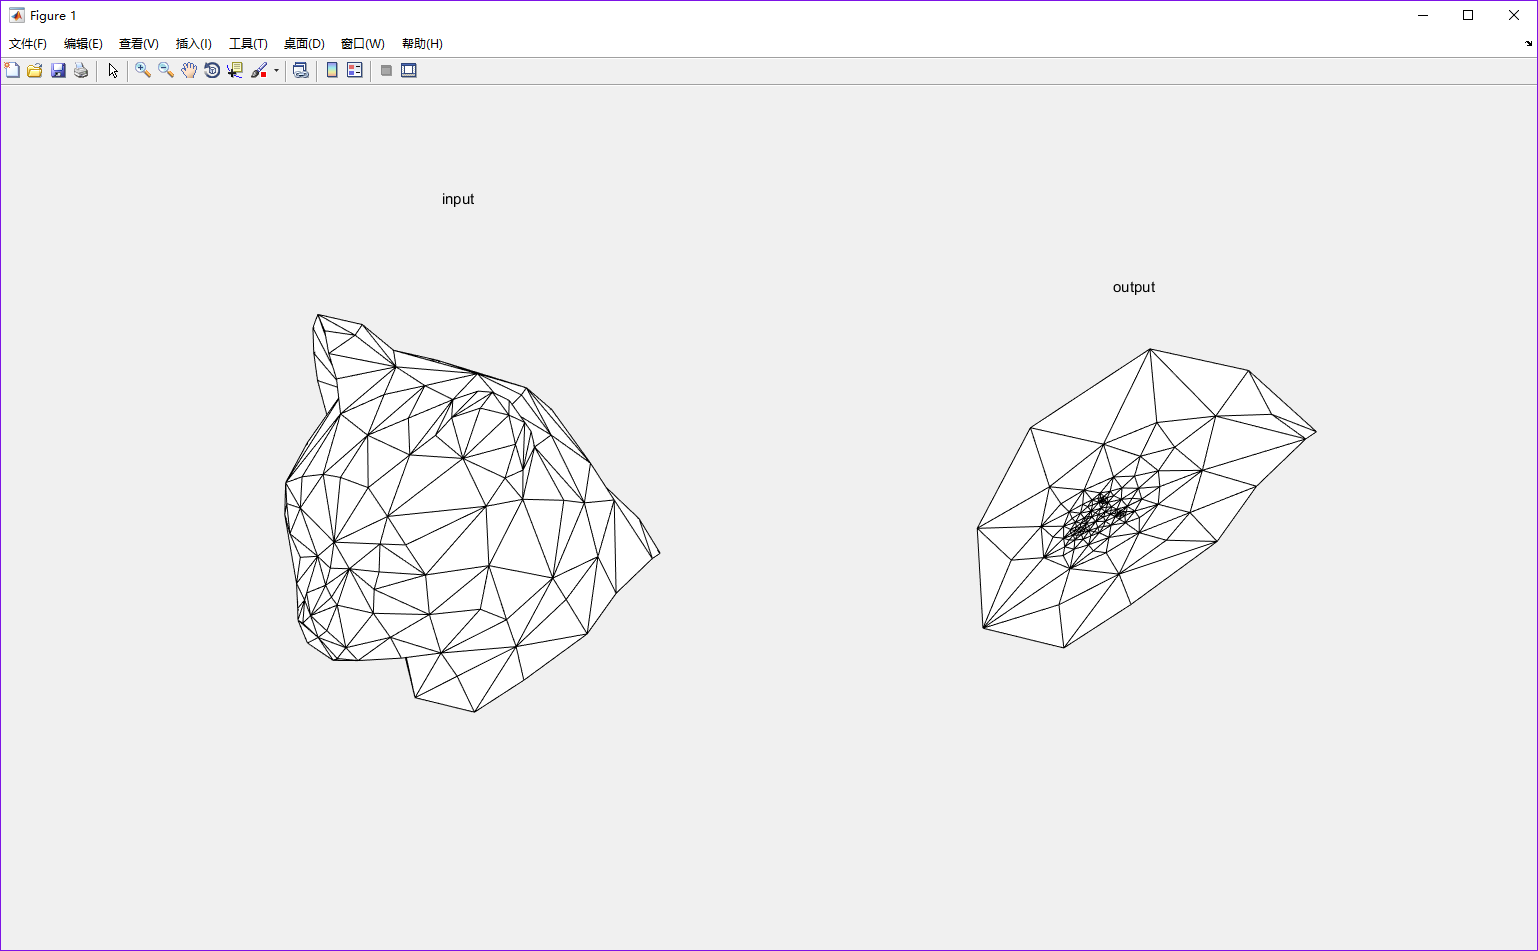 Figure 1
文件(F) 编辑(E) 查看(V) 插入(I) 工具(T) 桌面(D) 窗口(W) 帮助(H)
input
output